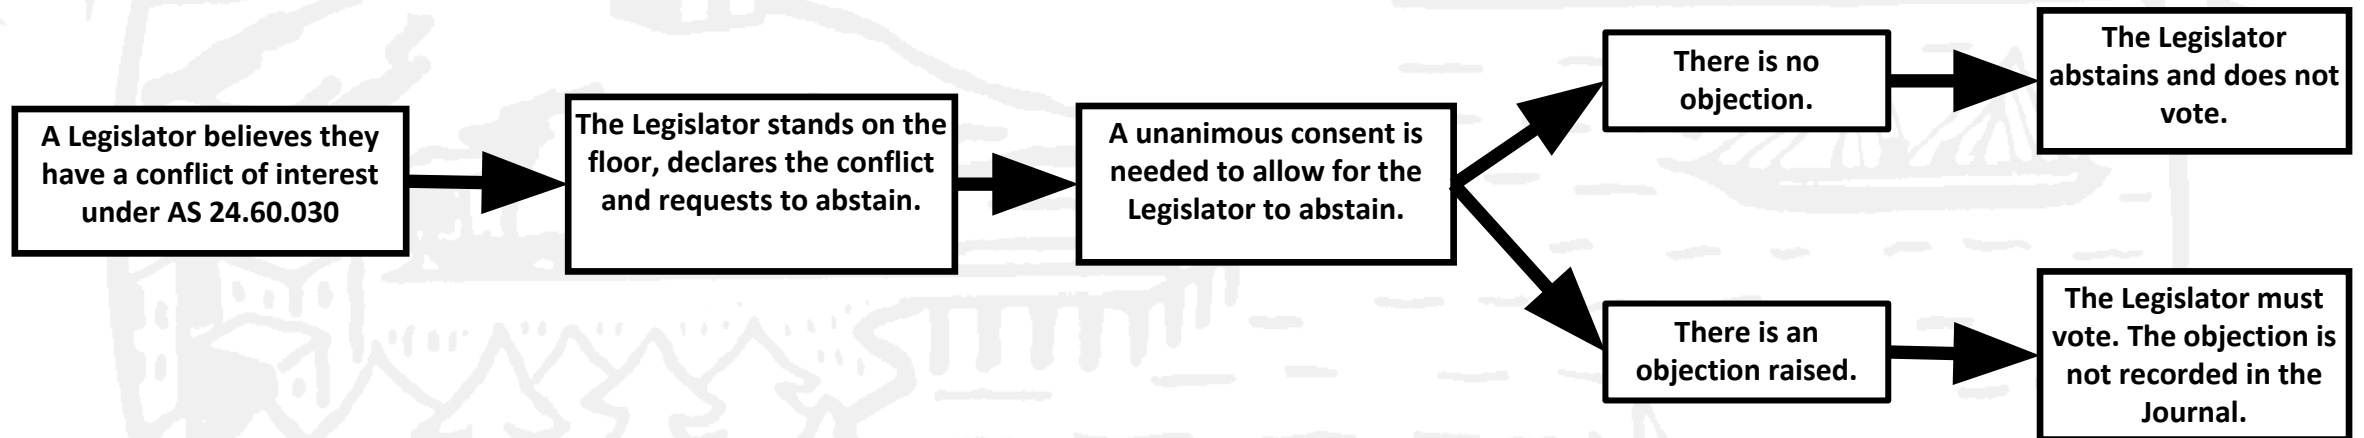 A Legislator believes they
have a conflict of interest
under AS 24.60.030
The Legislator stands on the
floor, declares the conflict
and requests to abstain.
A unanimous consent is
needed to allow for the
Legislator to abstain.
There is no
objection.
The Legislator
abstains and does not
vote.
There is an
objection raised.
The Legislator must
vote. The objection is
not recorded in the
Journal.